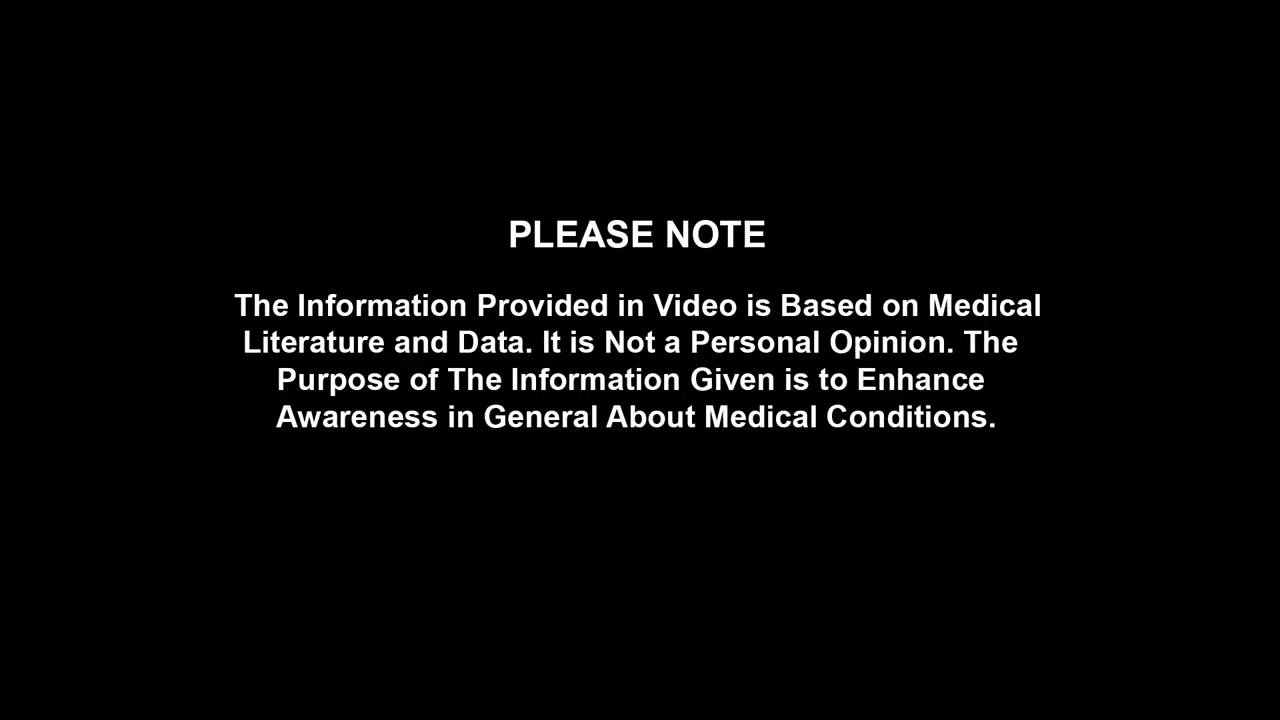 PLEASE NOTE
The Information Provided in Video is Based on Medical
Literature and Data. It is Not a Personal Opinion. The
Purpose of The Information Given is to Enhance
Awareness in General About Medical Conditions.